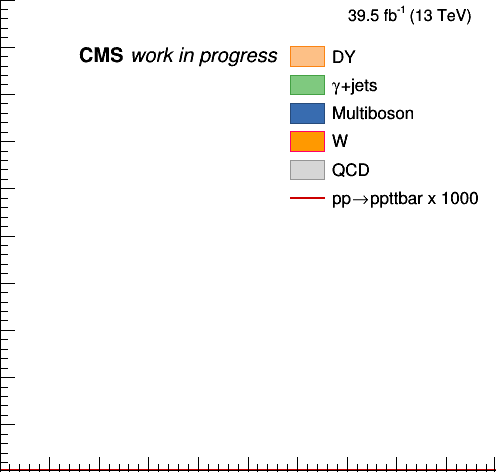 39.5 fb⁻¹ (13 TeV)
CMS work in progress
DY
γ+jets
Multiboson
W
QCD
pp→ppttbar x 1000